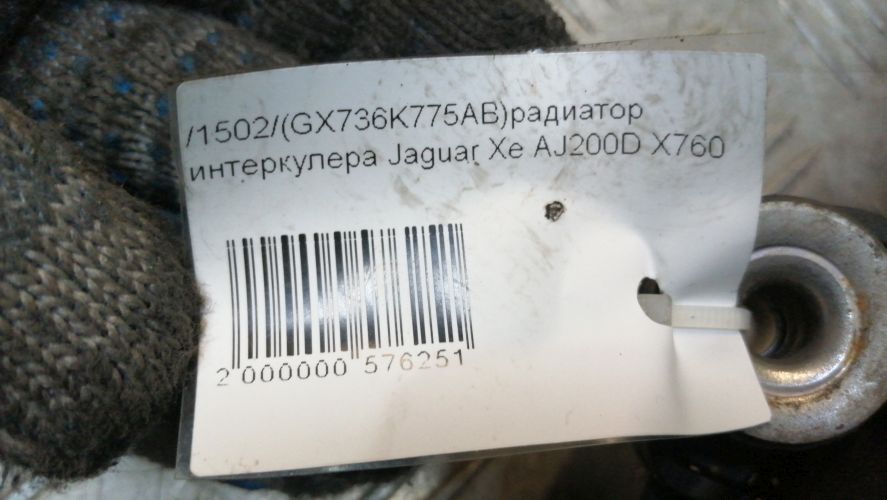 /1502/(GX736K775AB)радиатор
интеркулера Jaguar Xe AJ200D X760
2 000000 576251